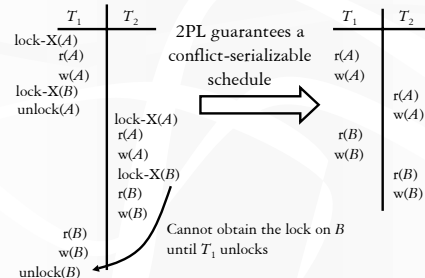 T1 T2
lock-X(A)
r(A)
w(A)
lock-X(B)
unlock(A)
lock-X(A)
r(A)
w(A)
lock-X(B)
r(B)
w(B)
r(B)
w(B)
unlock(B)
2PL guarantees a
conflict-serializable
schedule
Cannot obtain the lock on B
until T1 unlocks
T1 T2
r(A)
w(A)
r(A)
w(A)
r(B)
w(B)
r(B)
w(B)